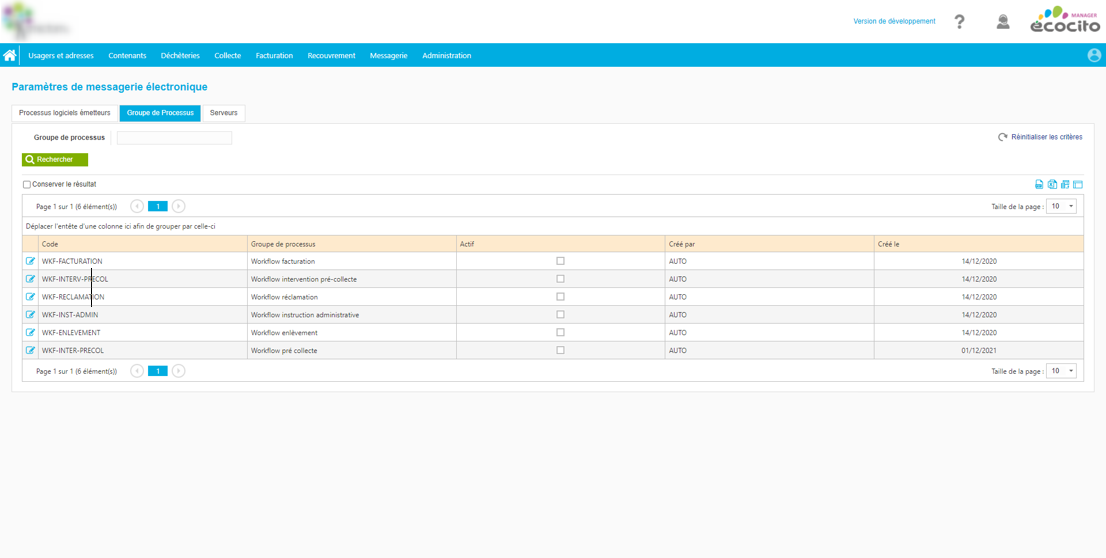 Version de développement ? MANAGER
écocito
Usagers et adresses Contenants Déchèteries Collecte Facturation Recouvrement Messagerie Administration
Paramètres de messagerie électronique
Processus logiciels émetteurs Groupe de Processus Serveurs
Groupe de processus Réinitialiser les critères
Rechercher
Conserver le résultat
Page 1 sur 1 (6 élément(s)) 1 Taille de la page : 10
Déplacer l'entête d'une colonne ici afin de grouper par celle-ci
Code Groupe de processus Actif Créé par Créé le
WKF-FACTURATION Workflow facturation AUTO 14/12/2020
WKF-INTERV-PRECOL Workflow intervention pré-collecte AUTO 14/12/2020
WKF-RECLAMATION Workflow réclamation AUTO 14/12/2020
WKF-INST-ADMIN Workflow instruction administrative AUTO 14/12/2020
WKF-ENLEVEMENT Workflow enlèvement AUTO 14/12/2020
WKF-INTER-PRECOL Workflow pré collecte AUTO 01/12/2021
Page 1 sur 1 (6 élément(s)) 1 Taille de la page : 10